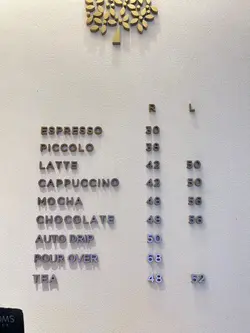 R L
ESPRESSO 30
PICCOLO 38
LATTE 42 50
CAPPUCCINO 42 50
MOCHA 48 56
CHOCOLATE 48 56
AUTO DRIP 50
POUR OVER 68
TEA 48 52
OMS